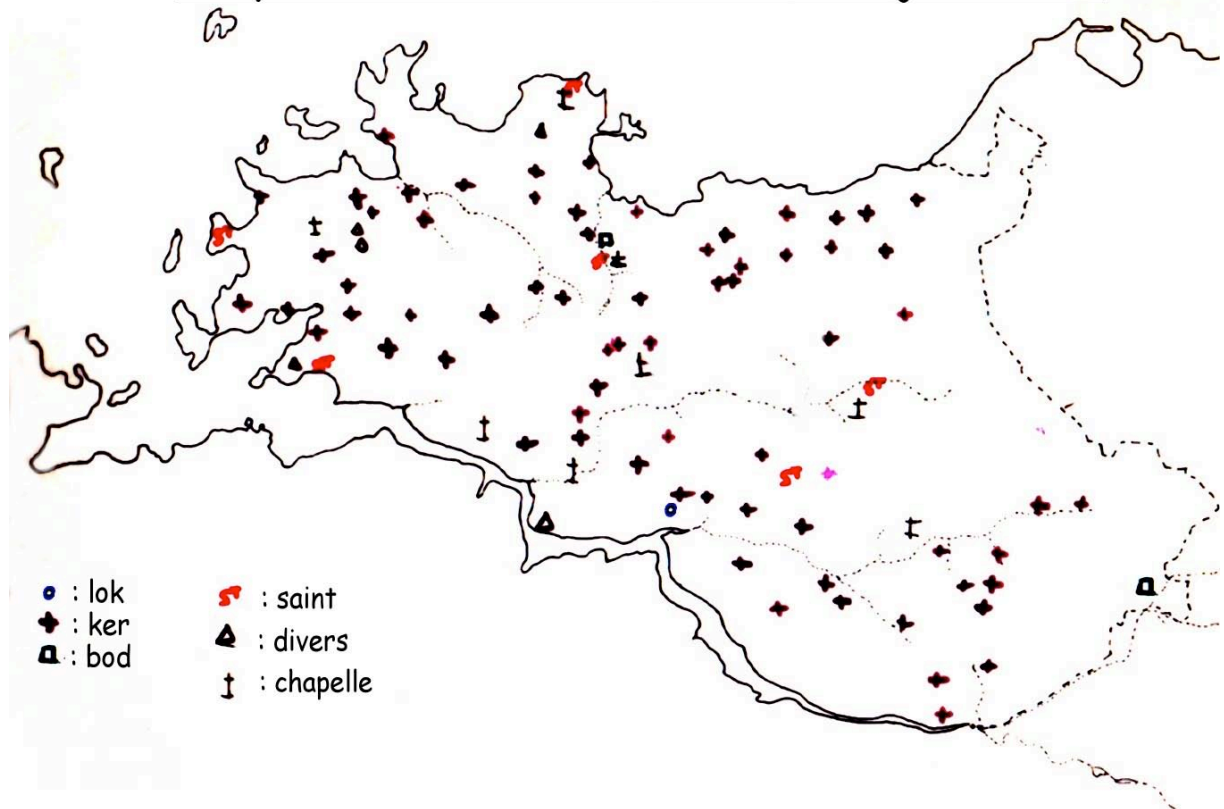 : lok
: ker
: bod
: saint
: divers
: chapelle